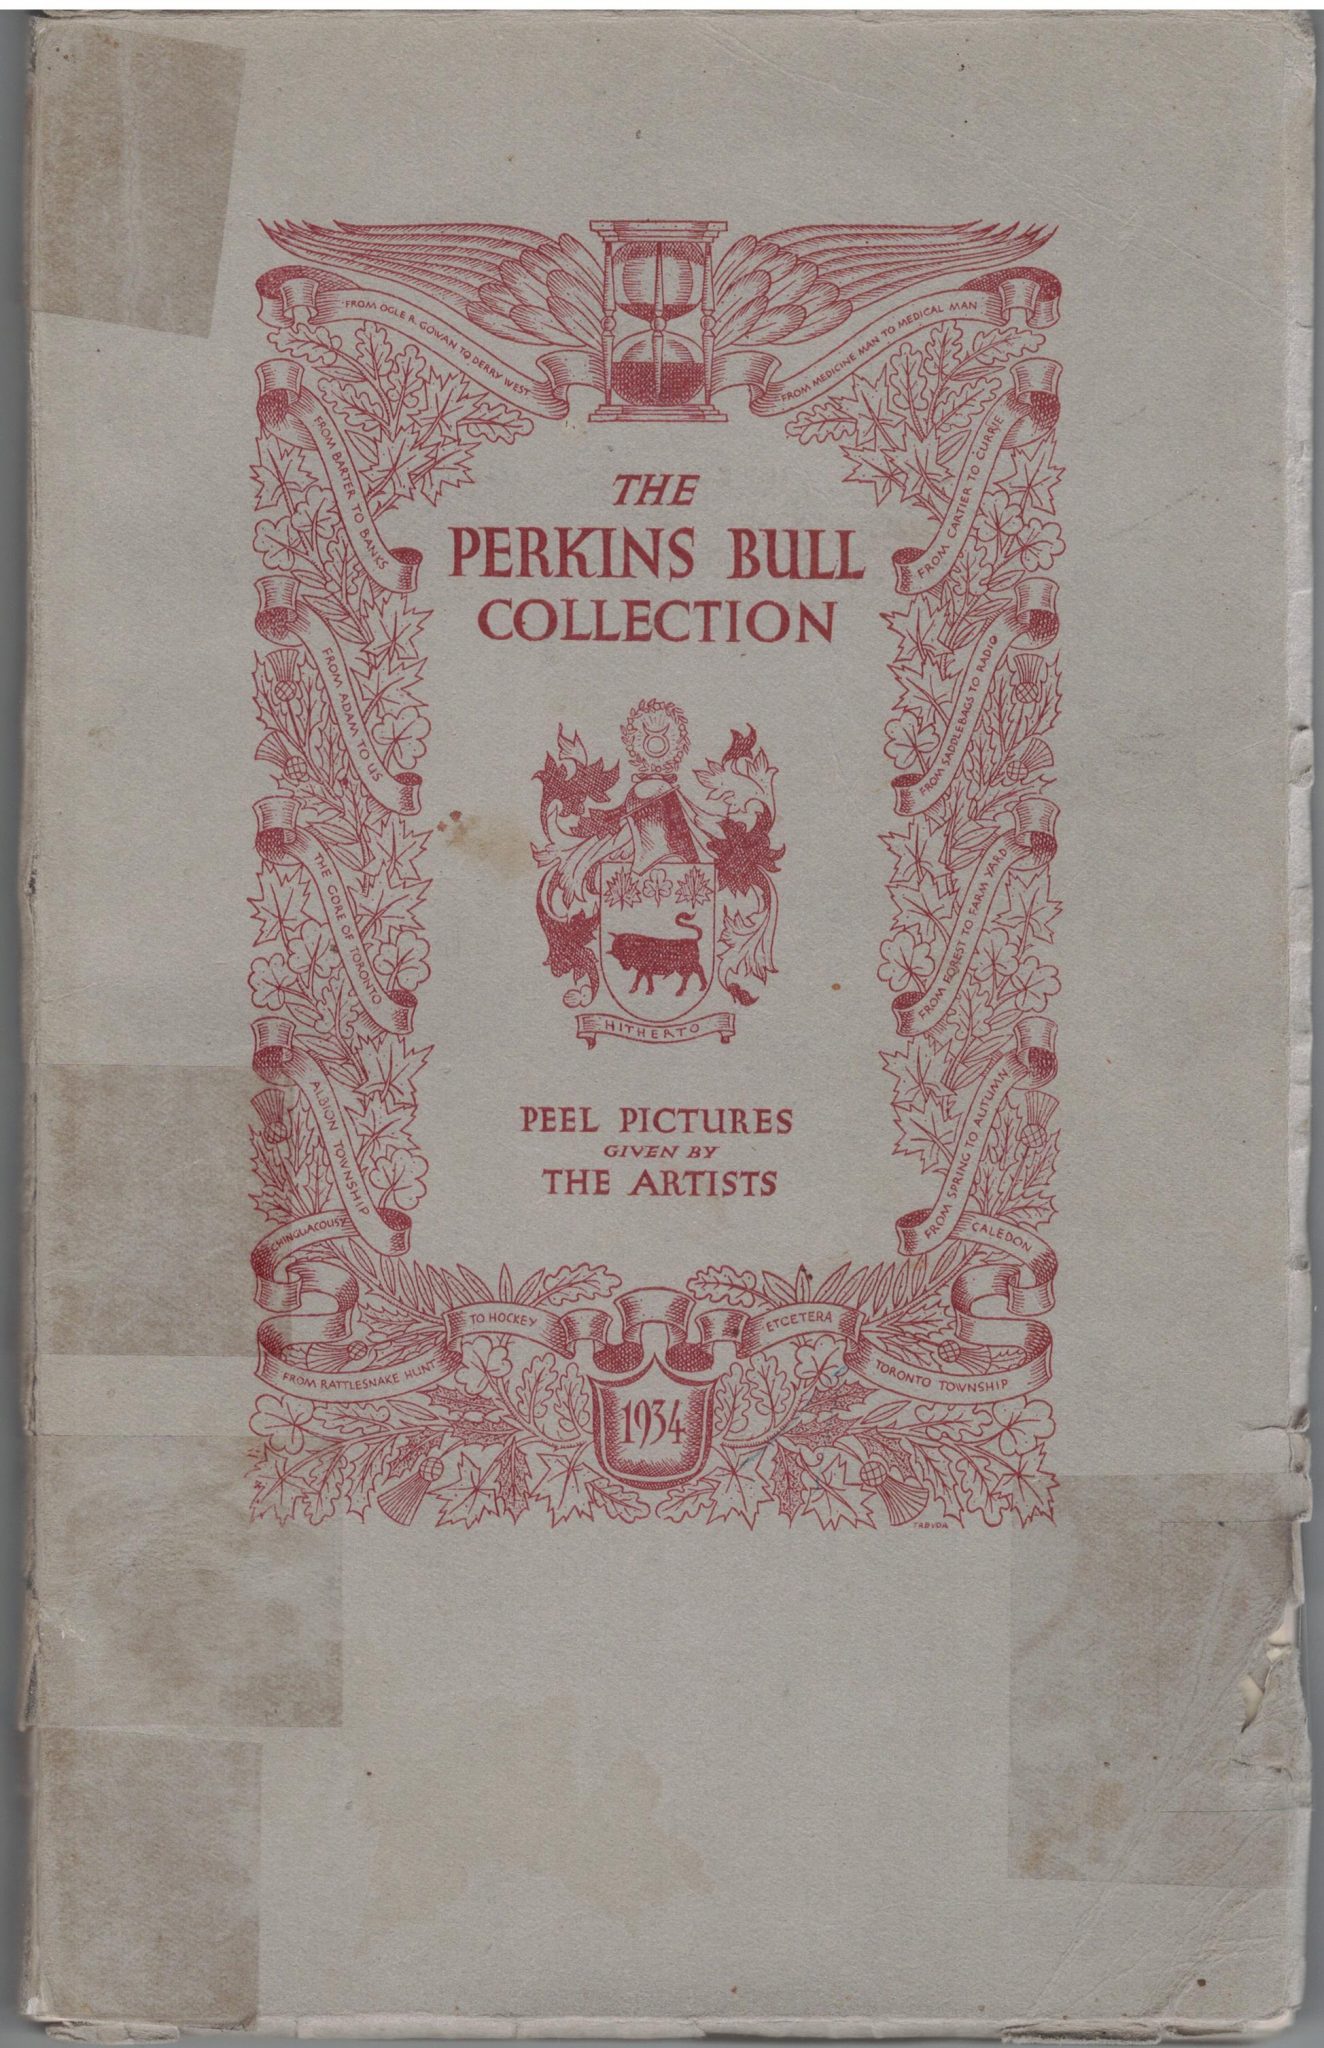 FROM OGLE R. GOWAN TO DERRY WEST
FROM MEDICINE MAN TO MEDICAL MAN
FROM BARTER TO BANKS
FROM CARTIER TO CURRIE
THE
PERKINS BULL
COLLECTION
FROM ADAM TO US
FROM SADDLEBAGS TO RADIO
THE GORE OF TORONTO
FROM FOREST TO FARM YARD
HITHERTO
ALBION TOWNSHIP
FROM SPRING TO AUTUMN
PEEL PICTURES
GIVEN BY
THE ARTISTS
CHINGUACOUSY
CALEDON
TO HOCKEY
ETCETERA
FROM RATTLESNAKE HUNT
TORONTO TOWNSHIP
1934